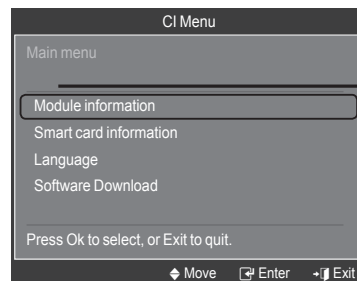 CI Menu
Main menu
Module information
Smart card information
Language
Software Download
Press Ok to select, or Exit to quit.
Move Enter Exit